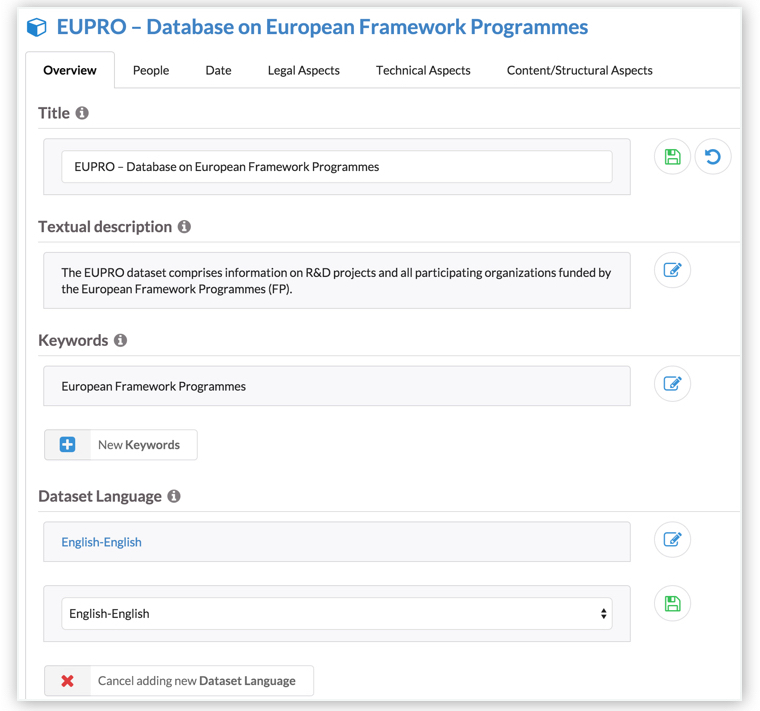 EUPRO – Database on European Framework Programmes
Overview People Date Legal Aspects Technical Aspects Content/Structural Aspects
Title
EUPRO – Database on European Framework Programmes
Textual description
The EUPRO dataset comprises information on R&D projects and all participating organizations funded by
the European Framework Programmes (FP).
Keywords
European Framework Programmes
New Keywords
Dataset Language
English-English
English-English
Cancel adding new Dataset Language